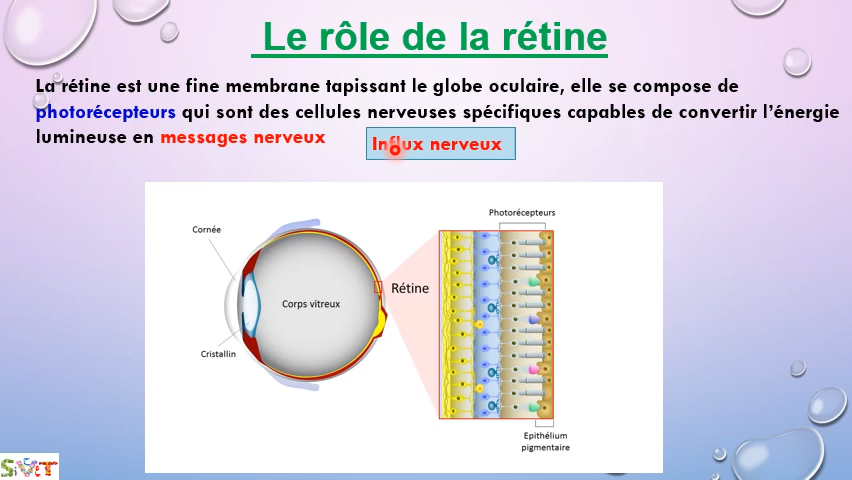 Le rôle de la rétine
La rétine est une fine membrane tapissant le globe oculaire, elle se compose de
photorécepteurs qui sont des cellules nerveuses spécifiques capables de convertir l'énergie
lumineuse en messages nerveux
Influx nerveux
Photorécepteurs
Cornée
Rétine
Corps vitreux
Cristallin
Epithélium
pigmentaire
SVT